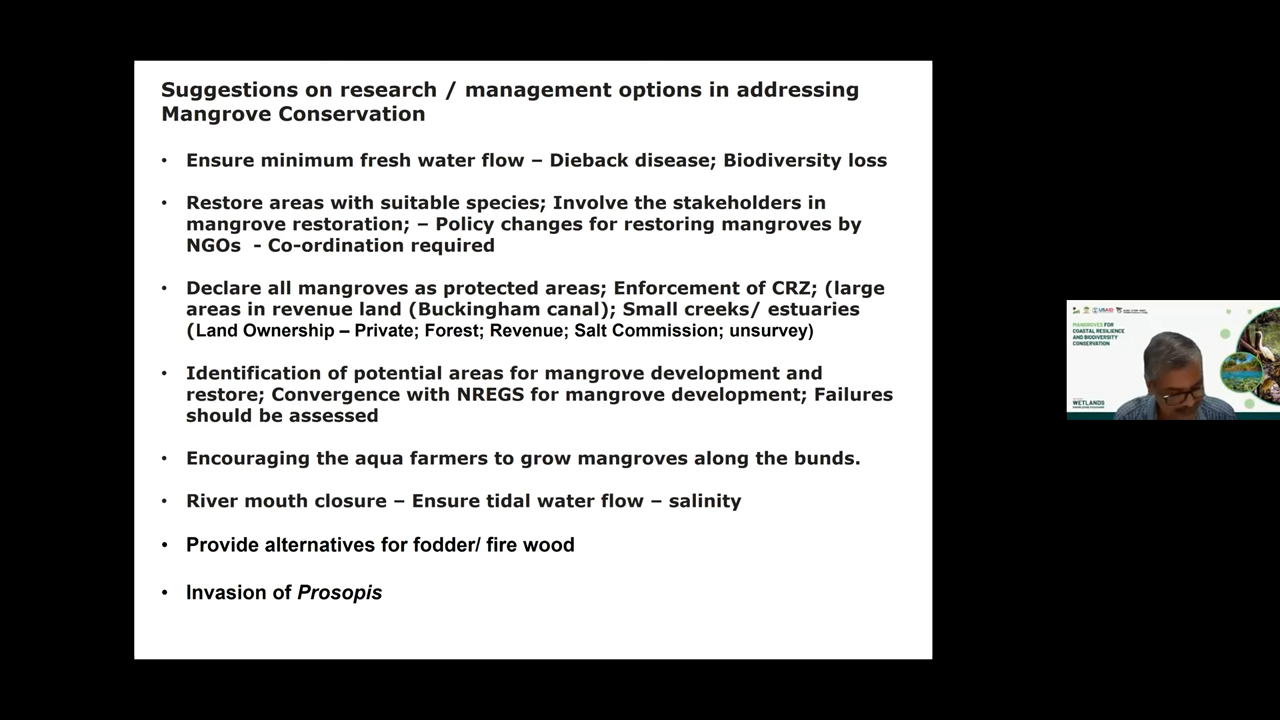 Suggestions on research / management options in addressing
Mangrove Conservation
• Ensure minimum fresh water flow – Dieback disease; Biodiversity loss
• Restore areas with suitable species; Involve the stakeholders in
mangrove restoration; – Policy changes for restoring mangroves by
NGOs - Co-ordination required
• Declare all mangroves as protected areas; Enforcement of CRZ; (large
areas in revenue land (Buckingham canal); Small creeks/ estuaries
(Land Ownership – Private; Forest; Revenue; Salt Commission; unsurvey)
• Identification of potential areas for mangrove development and
restore; Convergence with NREGS for mangrove development; Failures
should be assessed
• Encouraging the aqua farmers to grow mangroves along the bunds.
• River mouth closure – Ensure tidal water flow – salinity
• Provide alternatives for fodder/ fire wood
• Invasion of Prosopis
USAID
MANGROVES FOR
COASTAL RESILIENCE
AND BIODIVERSITY
CONSERVATION
WETLANDS